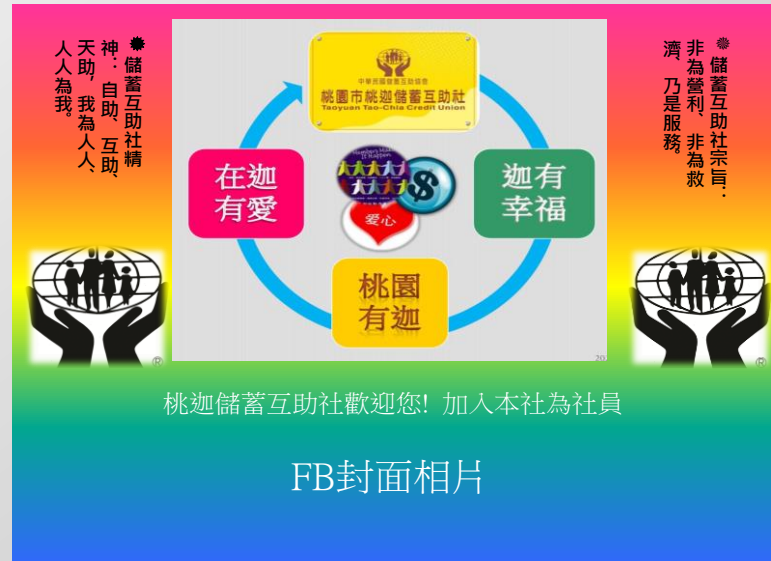 ✹儲蓄互助社宗旨：
非為營利、非為救
濟，乃是服務。
✹儲蓄互助社精
神：自助、互助、
天助，我為人人、
人人為我。
中華民國儲蓄互助協會
桃園市桃迦儲蓄互助社
Taoyuan Tao-Chia Credit Union
迦有
幸福
桃園
有迦
在迦
有愛
$
爱心
®
®
桃迦儲蓄互助社歡迎您! 加入本社為社員
FB封面相片